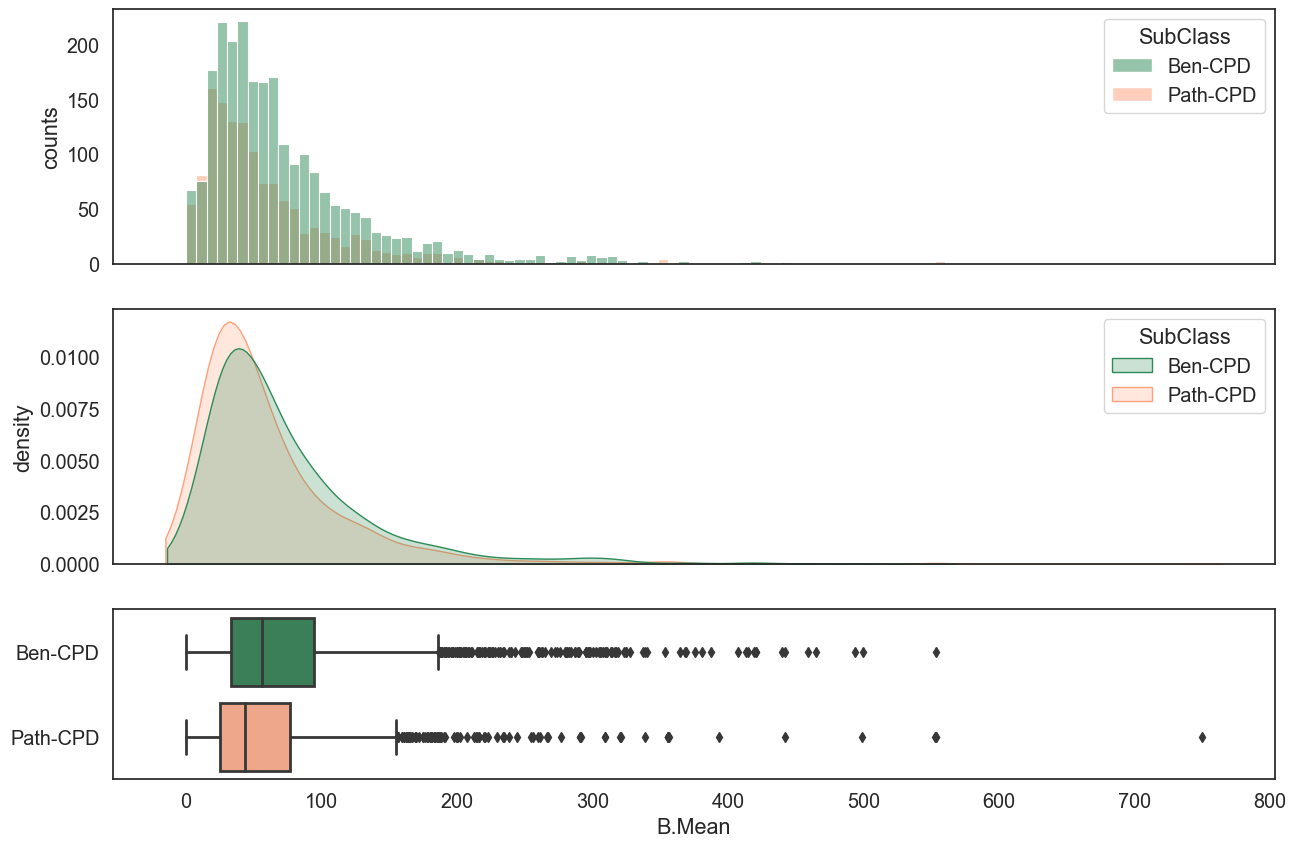 SubClass
Ben-CPD
Path-CPD
200
150
100
50
0
counts
SubClass
Ben-CPD
Path-CPD
0.0100
0.0075
0.0050
0.0025
0.0000
density
Ben-CPD
Path-CPD
0 100 200 300 400 500 600 700 800
B.Mean